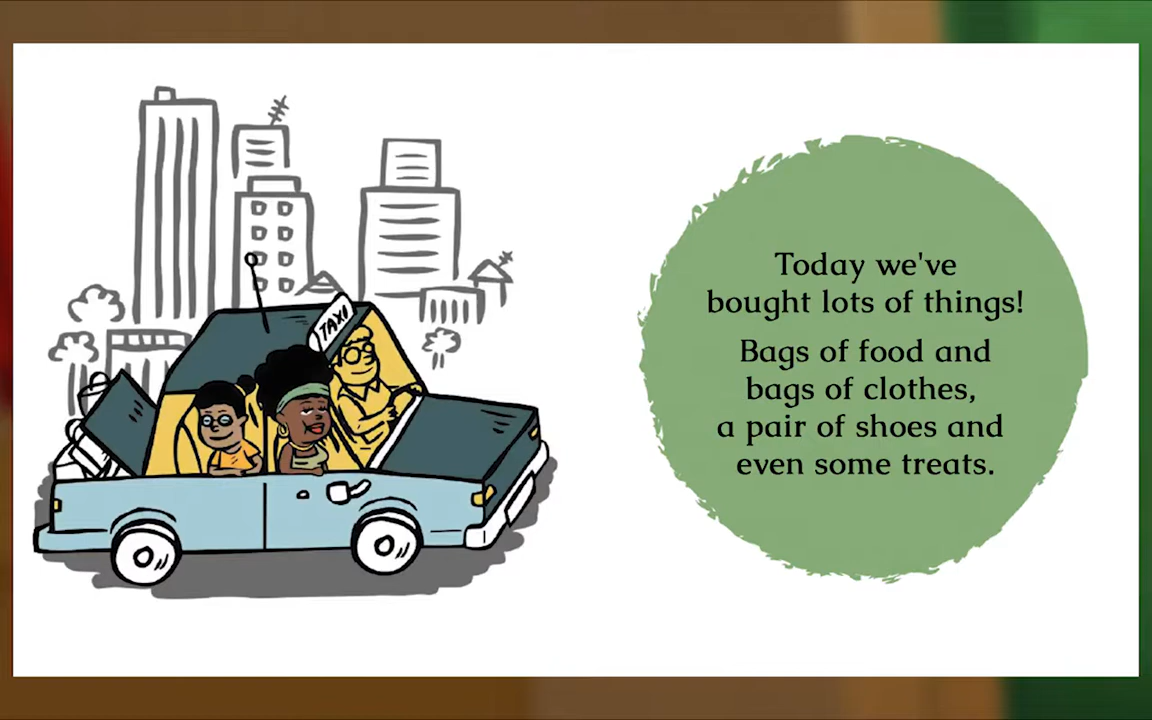 TAXI
Today we've
bought lots of things!
Bags of food and
bags of clothes,
a pair of shoes and
even some treats.